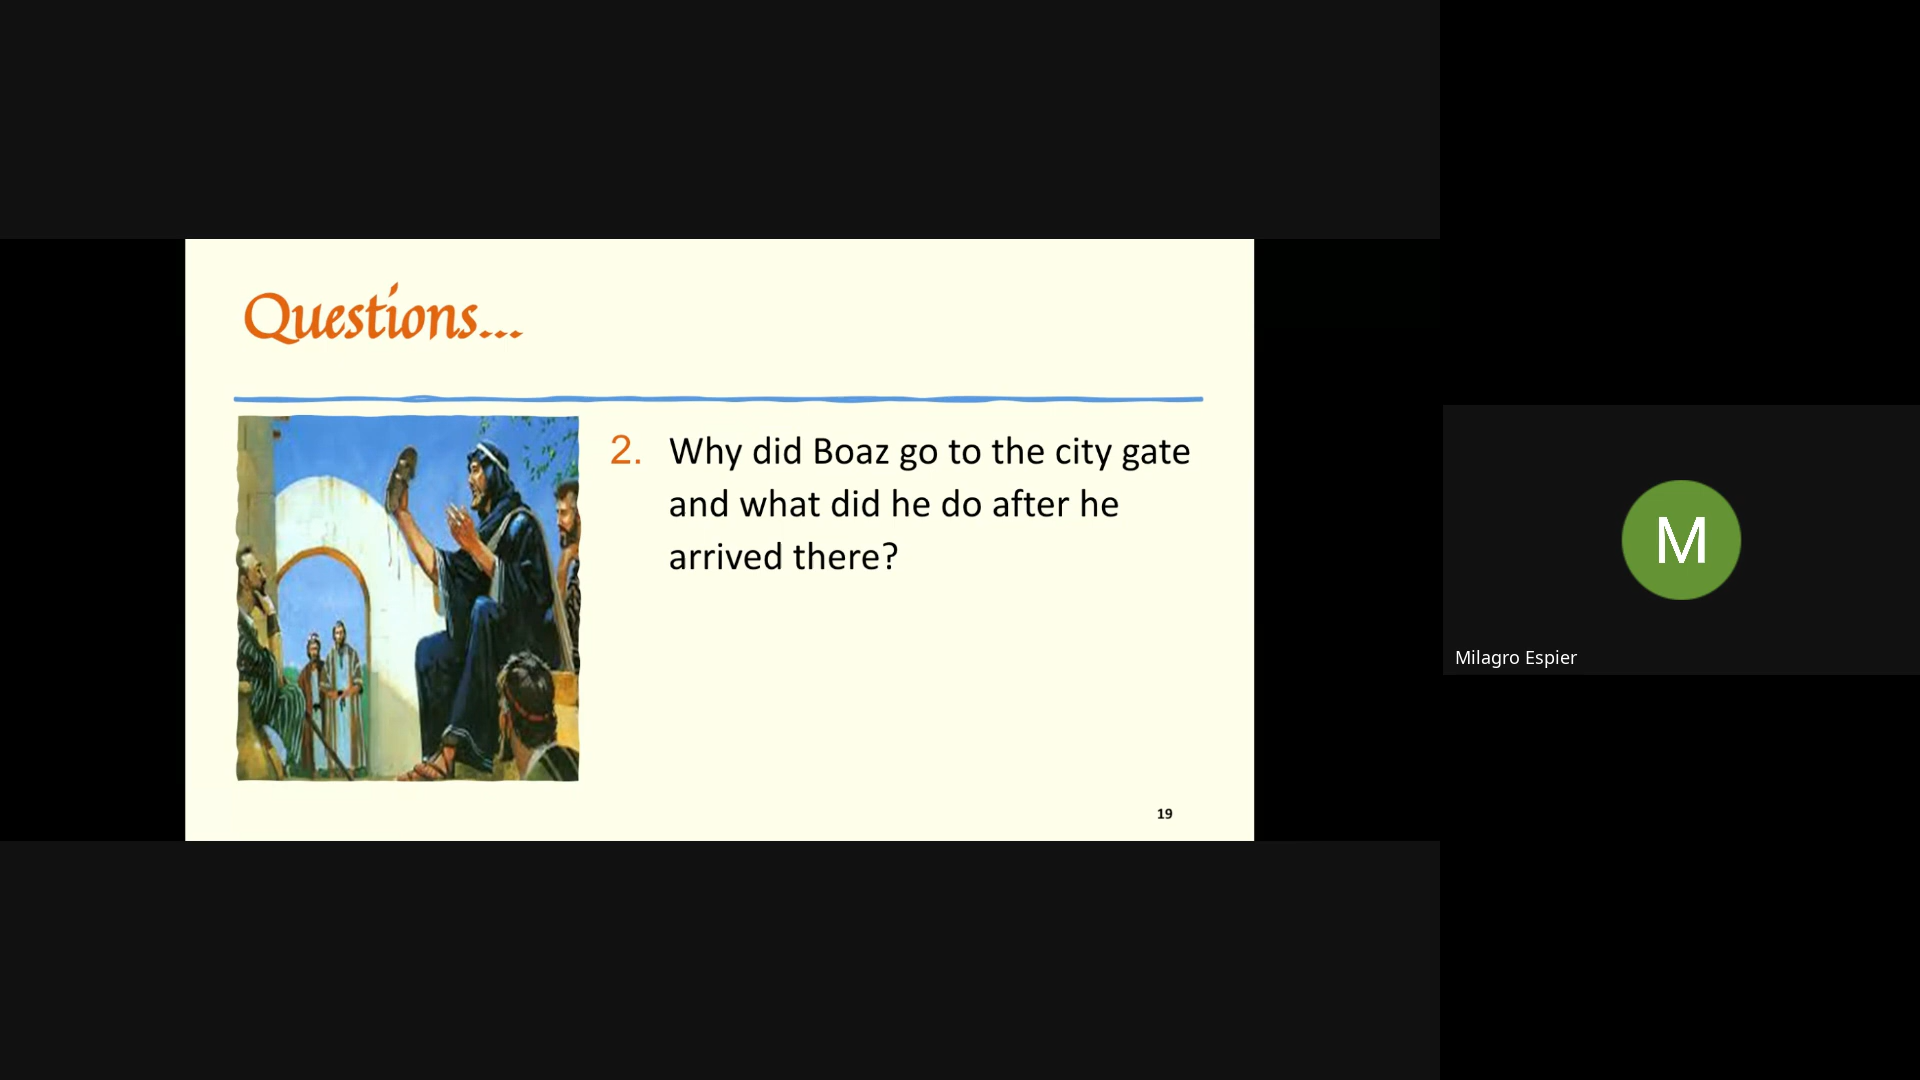 Questions...
2. Why did Boaz go to the city gate
and what did he do after he
arrived there?
19
M
Milagro Espier